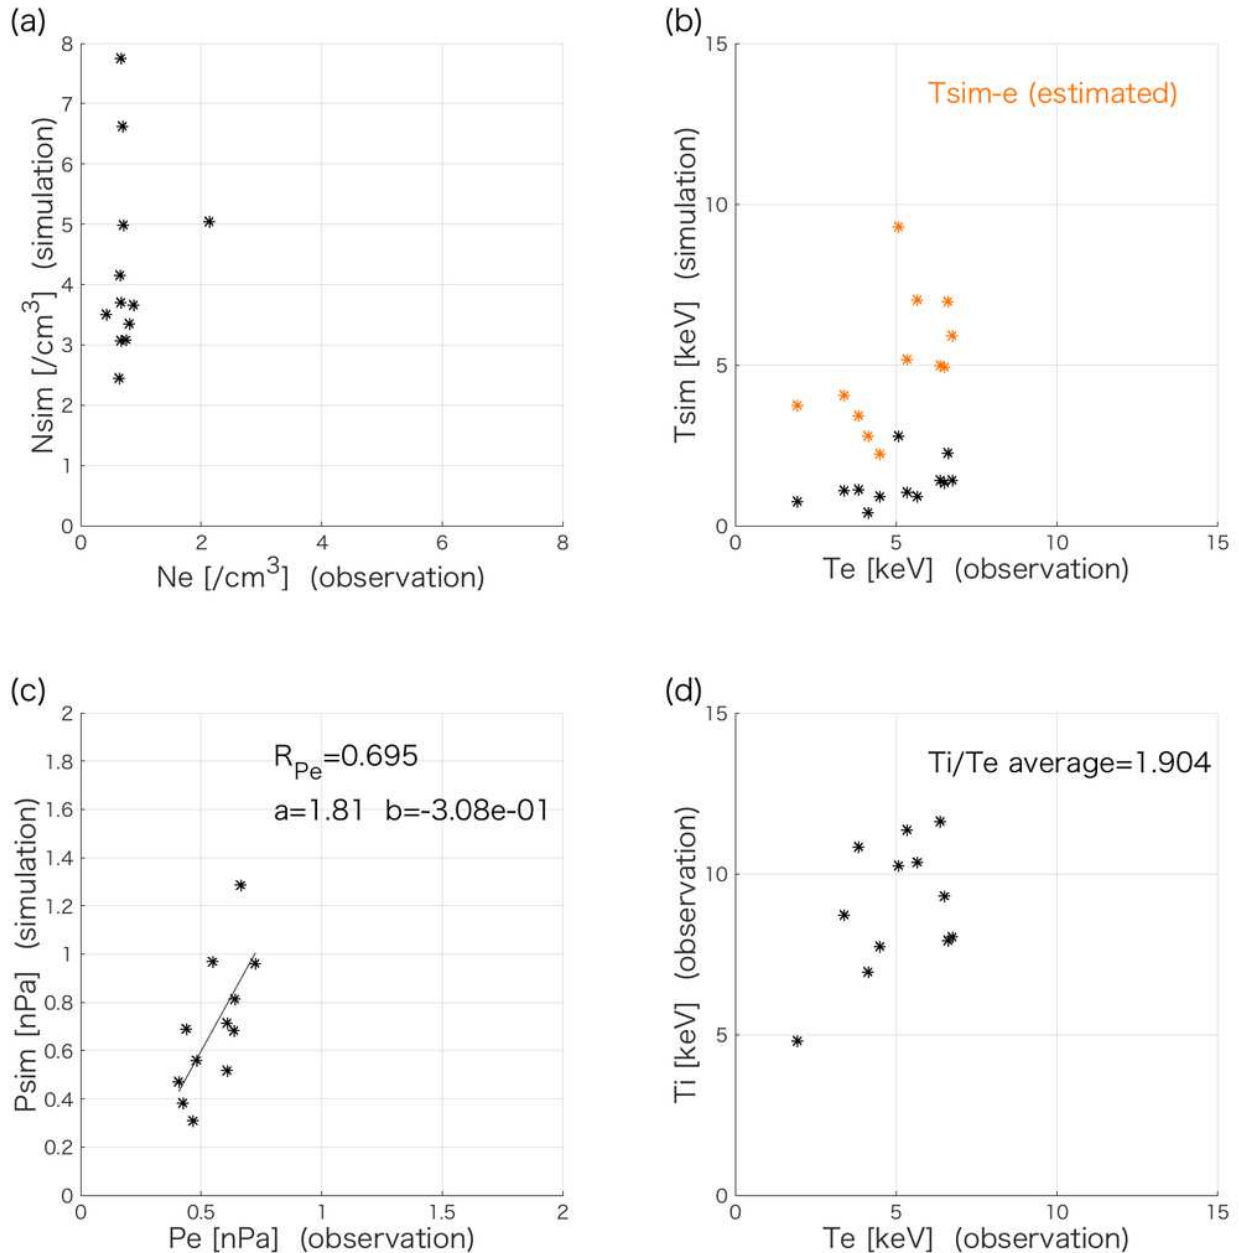 (a)
8
7
6
5
4
3
2
1
0
Nsim [/cm³] (simulation)
0 2 4 6 8
Ne [/cm³] (observation)
(b)
15
10
5
0
Tsim [keV] (simulation)
Tsim-e (estimated)
0 5 10 15
Te [keV] (observation)
(c)
2
1.8
1.6
1.4
1.2
1
0.8
0.6
0.4
0.2
0
Psim [nPa] (simulation)
R_Pe=0.695
a=1.81 b=-3.08e-01
0 0.5 1 1.5 2
Pe [nPa] (observation)
(d)
15
10
5
0
Ti [keV] (observation)
Ti/Te average=1.904
0 5 10 15
Te [keV] (observation)